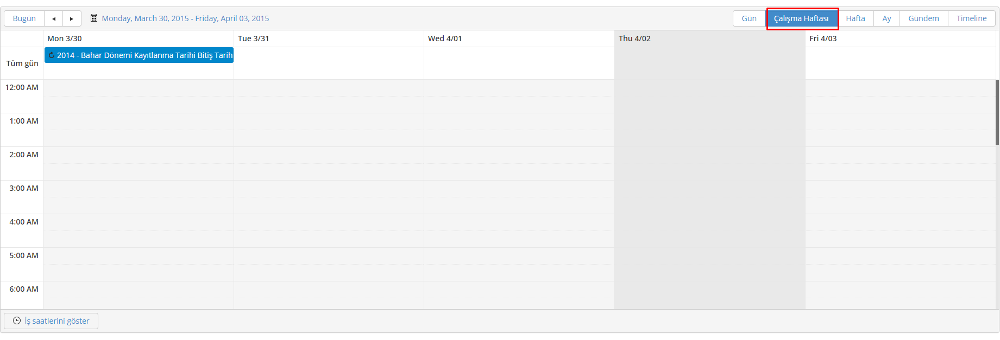 Bugün
Monday, March 30, 2015 - Friday, April 03, 2015
Gün
Çalışma Haftası
Hafta
Ay
Gündem
Timeline
Mon 3/30
Tue 3/31
Wed 4/01
Thu 4/02
Fri 4/03
Tüm gün
2014 - Bahar Dönemi Kayıtlanma Tarihi Bitiş Tarih
12:00 AM
1:00 AM
2:00 AM
3:00 AM
4:00 AM
5:00 AM
6:00 AM
İş saatlerini göster